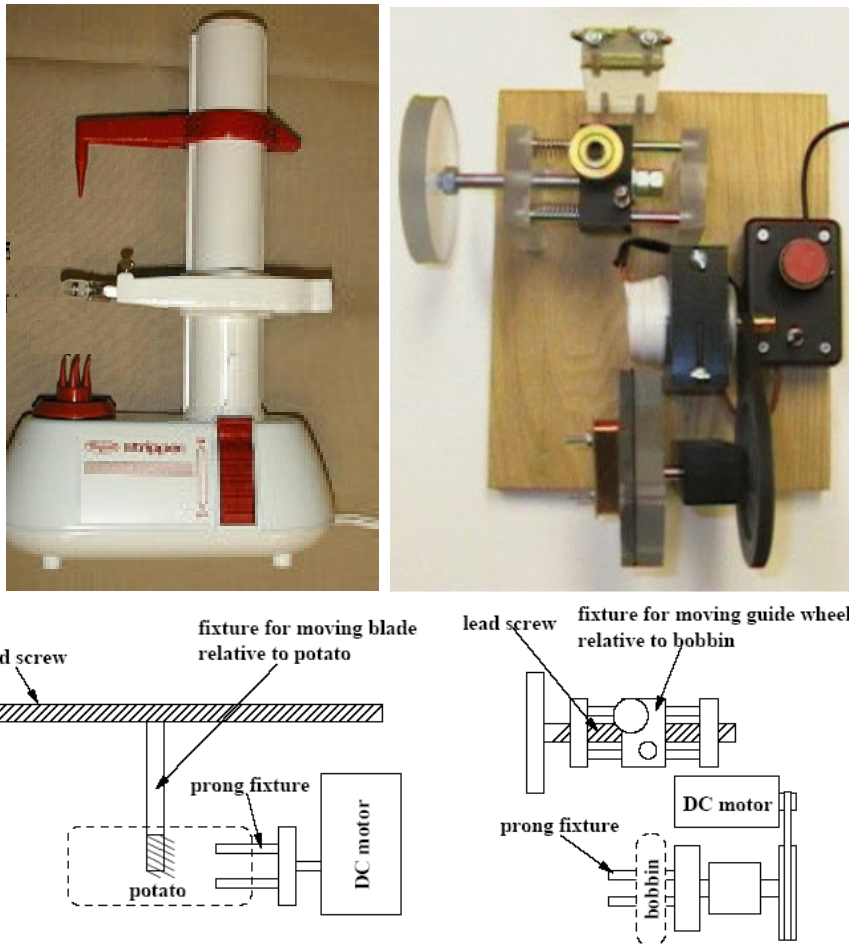 stripper
fixture for moving blade
relative to potato
d screw
prong fixture
potato
DC motor
lead screw
fixture for moving guide wheel
relative to bobbin
DC motor
prong fixture
bobbin